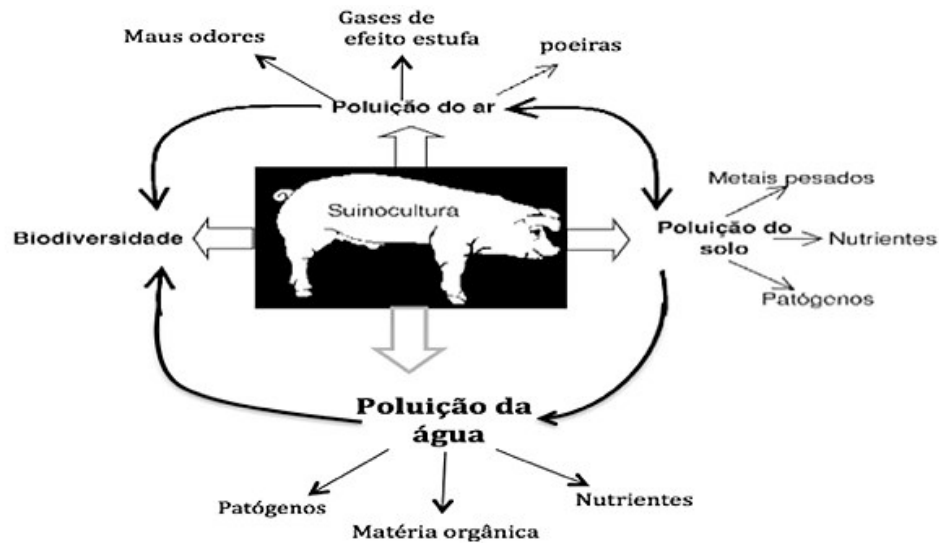 Maus odores
Gases de
efeito estufa
poeiras
Poluição do ar
Suinocultura
Biodiversidade
Poluição do
solo
Metais pesados
Nutrientes
Patógenos
Poluição da
água
Patógenos
Matéria orgânica
Nutrientes